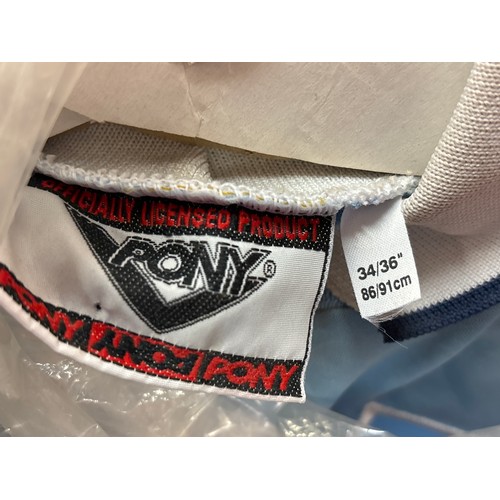 OFFICIALLY LICENSED PRODUCT
PONY®
PONY PONY PONY
34/36"
86/91cm